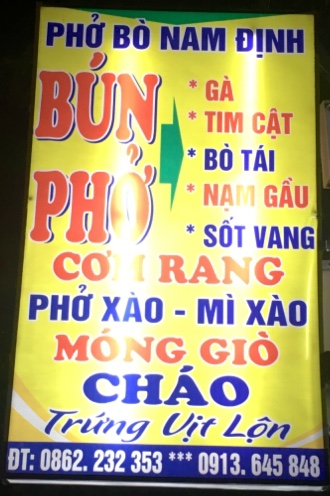 PHỞ BÒ NAM ĐỊNH
BÚN
PHỞ
* GÀ
* TIM CẬT
* BÒ TÁI
* NẠM GẦU
* SỐT VANG
CƠM RANG
PHỞ XÀO - MÌ XÀO
MÓNG GIÒ
CHÁO
Trứng Vịt Lộn
ĐT: 0862. 232 353 *** 0913. 645 848